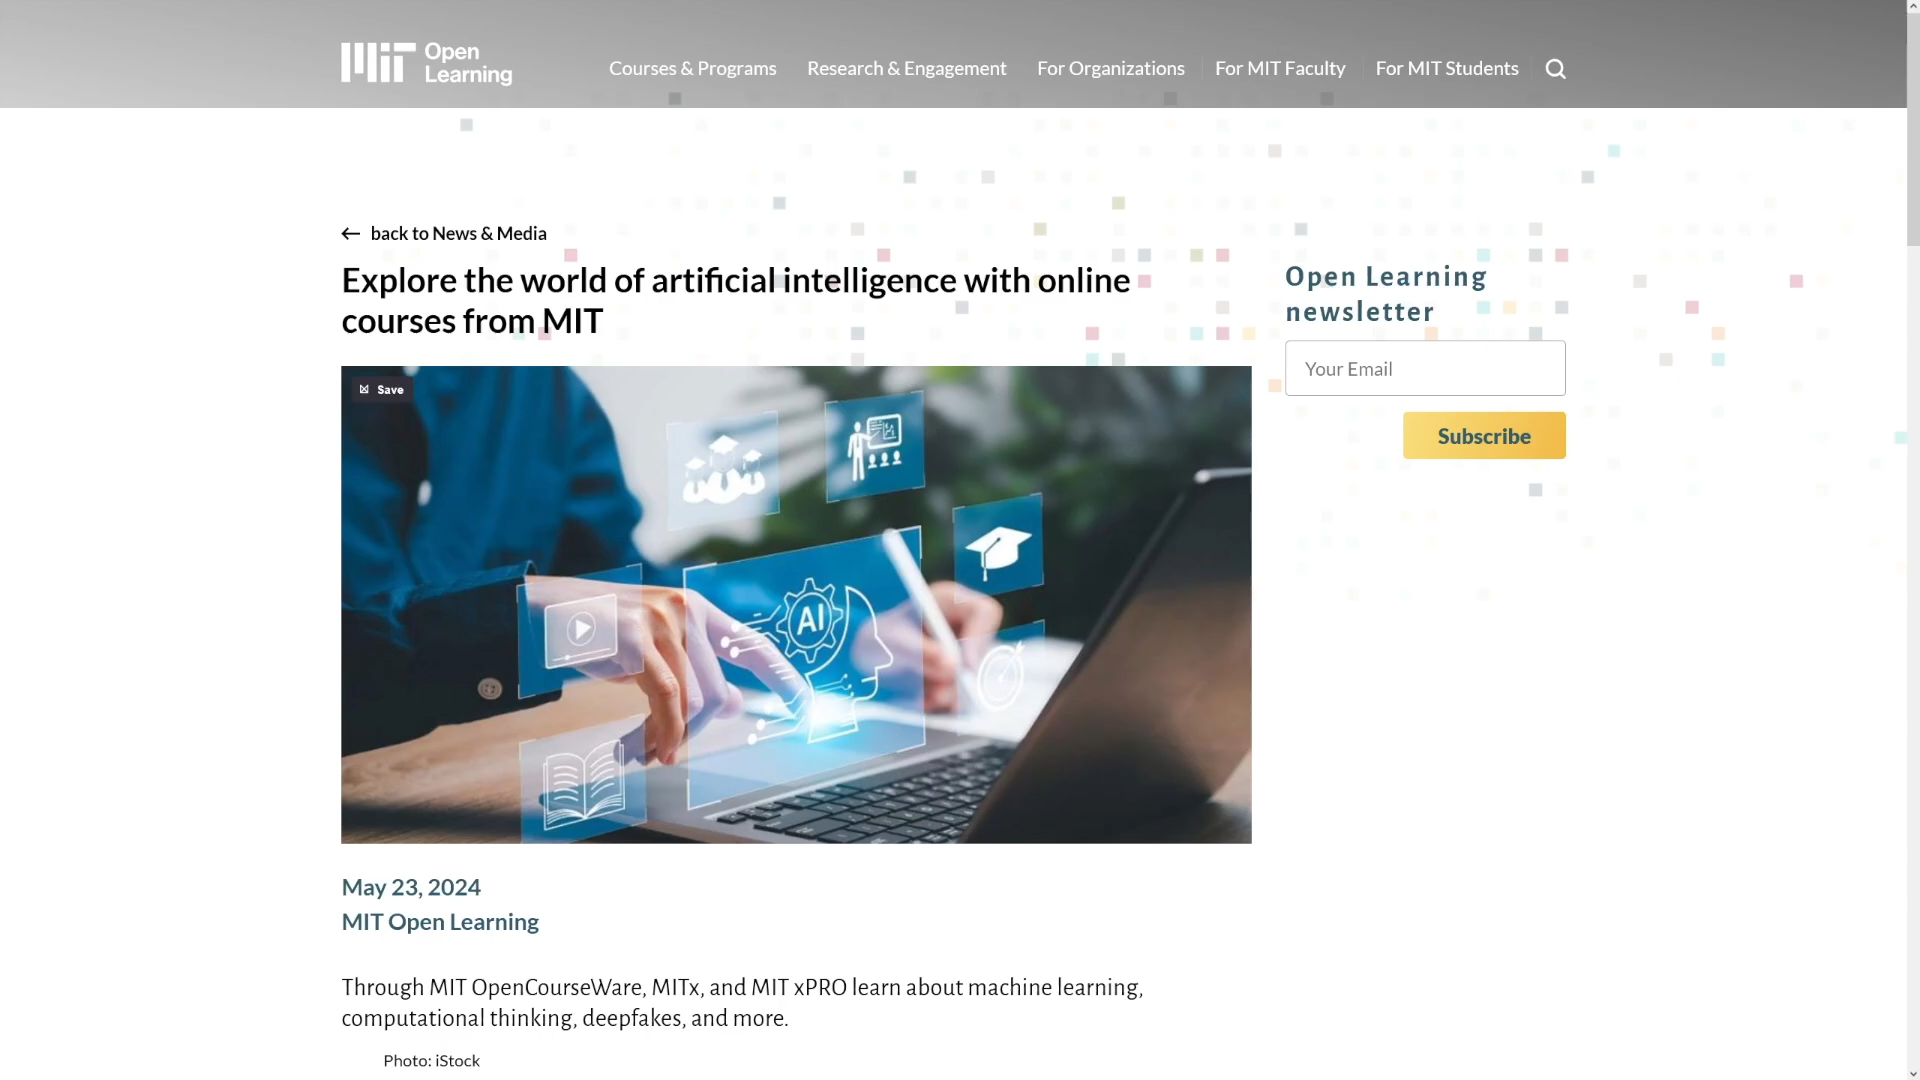 Open
Learning
Courses & Programs
Research & Engagement
For Organizations
For MIT Faculty
For MIT Students
← back to News & Media
Explore the world of artificial intelligence with online
courses from MIT
Save
AI
May 23, 2024
MIT Open Learning
Through MIT OpenCourseWare, MITx, and MIT xPRO learn about machine learning,
computational thinking, deepfakes, and more.
Photo: iStock
Open Learning
newsletter
Your Email
Subscribe